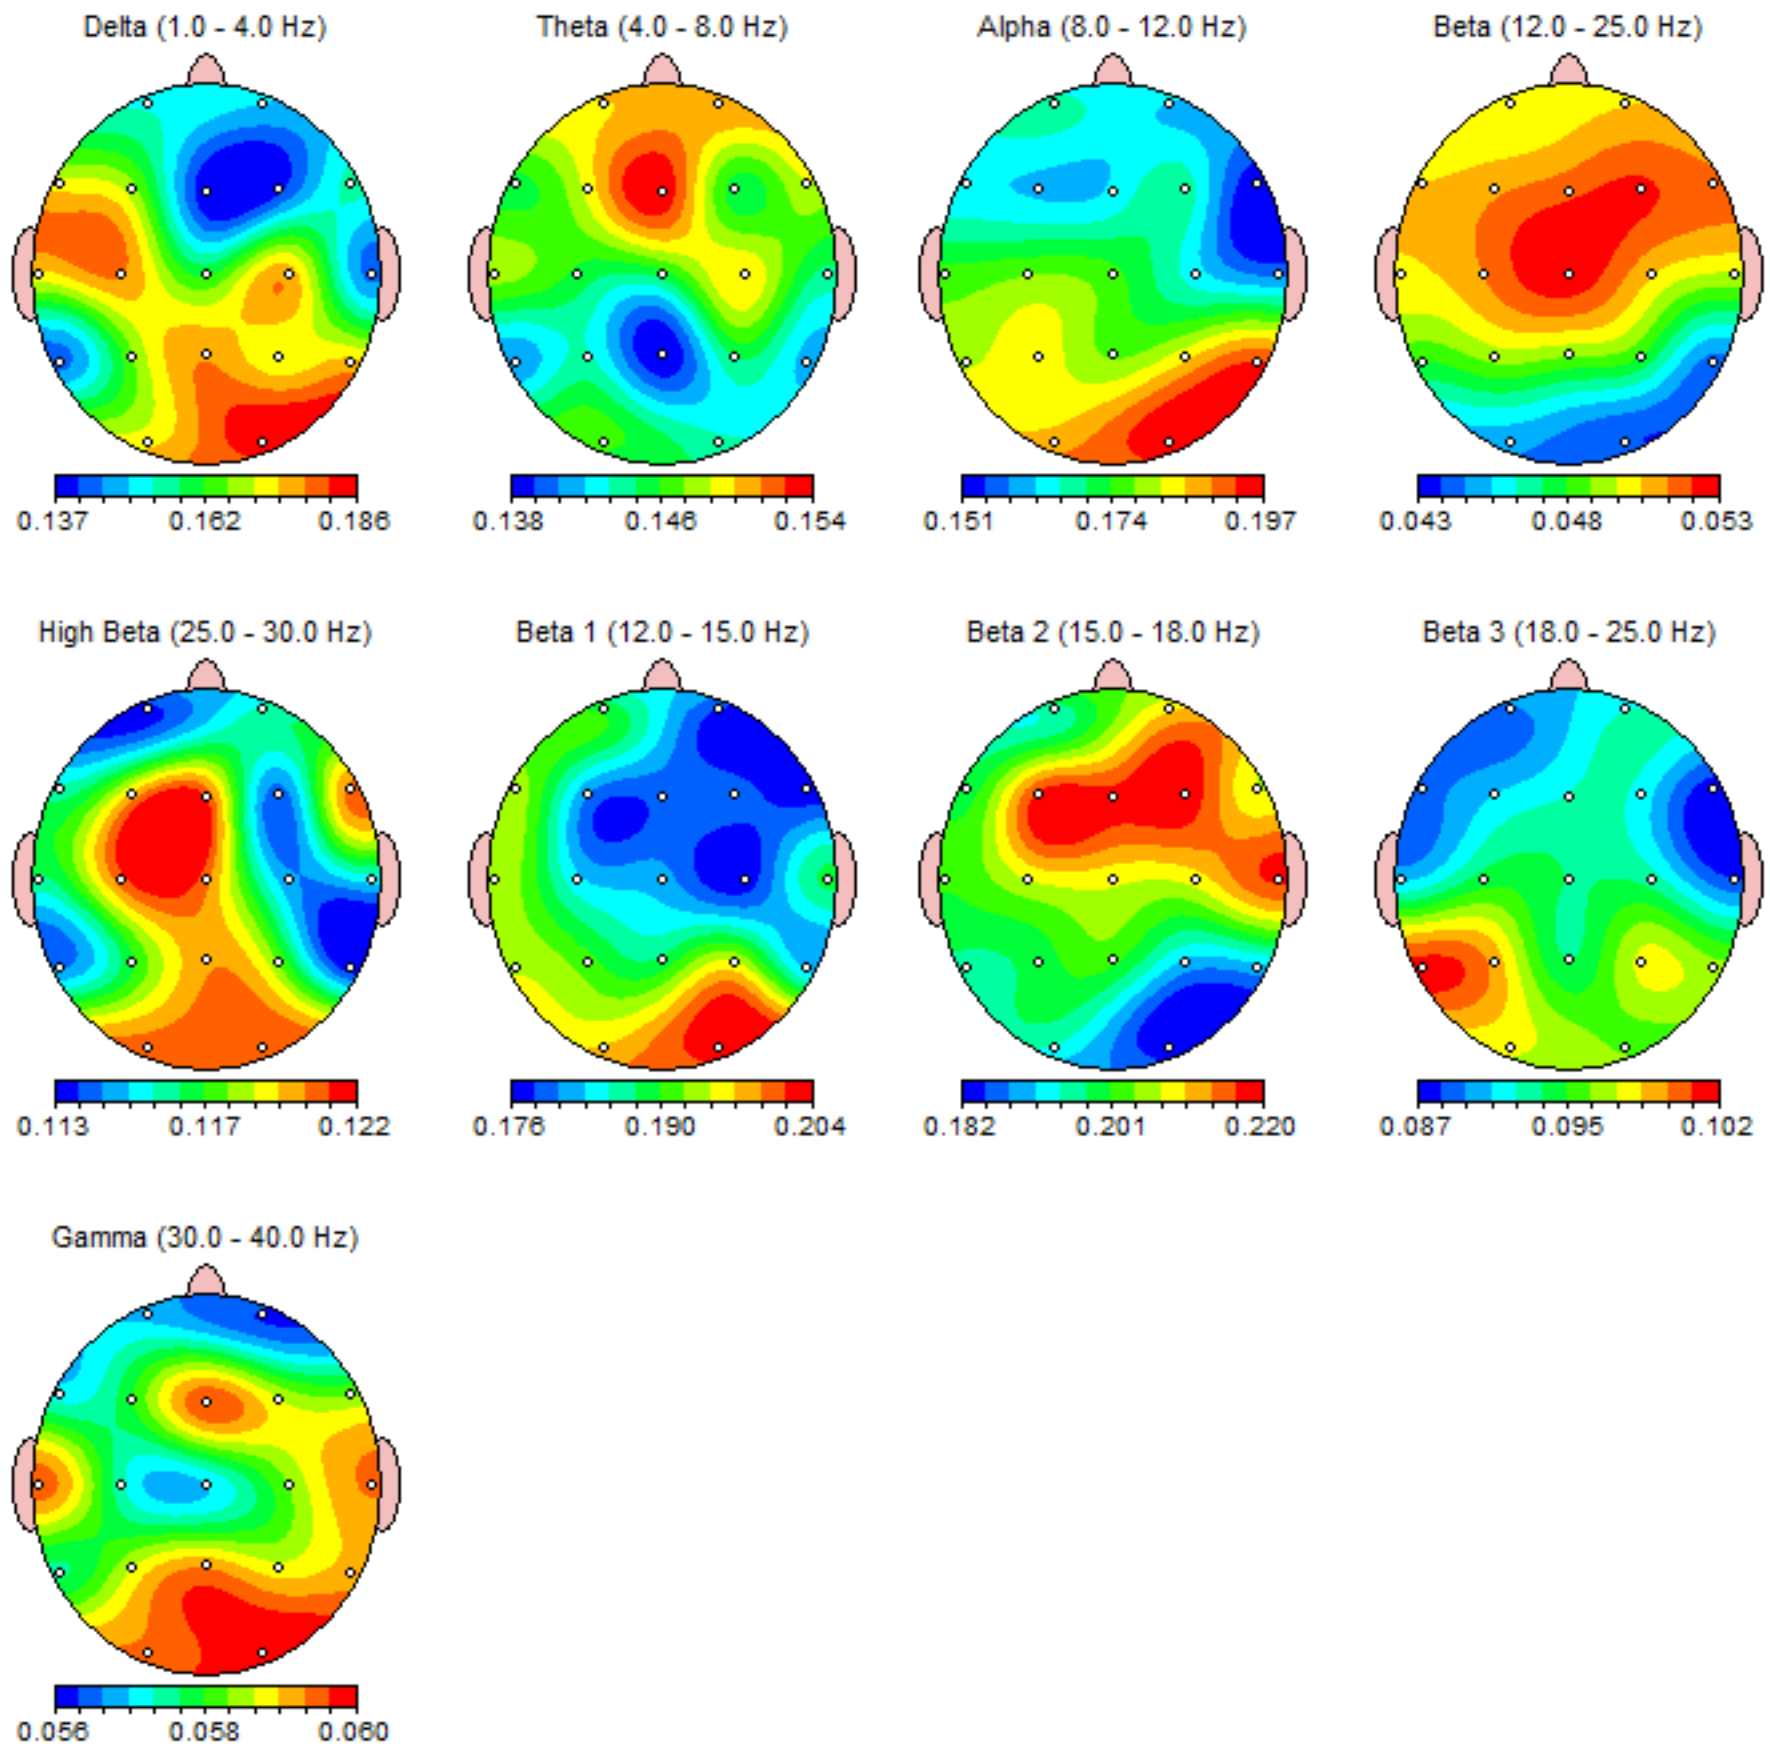 Delta (1.0 - 4.0 Hz) Theta (4.0 - 8.0 Hz) Alpha (8.0 - 12.0 Hz) Beta (12.0 - 25.0 Hz)
0.137 0.162 0.186 0.138 0.146 0.154 0.151 0.174 0.197 0.043 0.048 0.053
High Beta (25.0 - 30.0 Hz) Beta 1 (12.0 - 15.0 Hz) Beta 2 (15.0 - 18.0 Hz) Beta 3 (18.0 - 25.0 Hz)
0.113 0.117 0.122 0.176 0.190 0.204 0.182 0.201 0.220 0.087 0.095 0.102
Gamma (30.0 - 40.0 Hz)
0.056 0.058 0.060